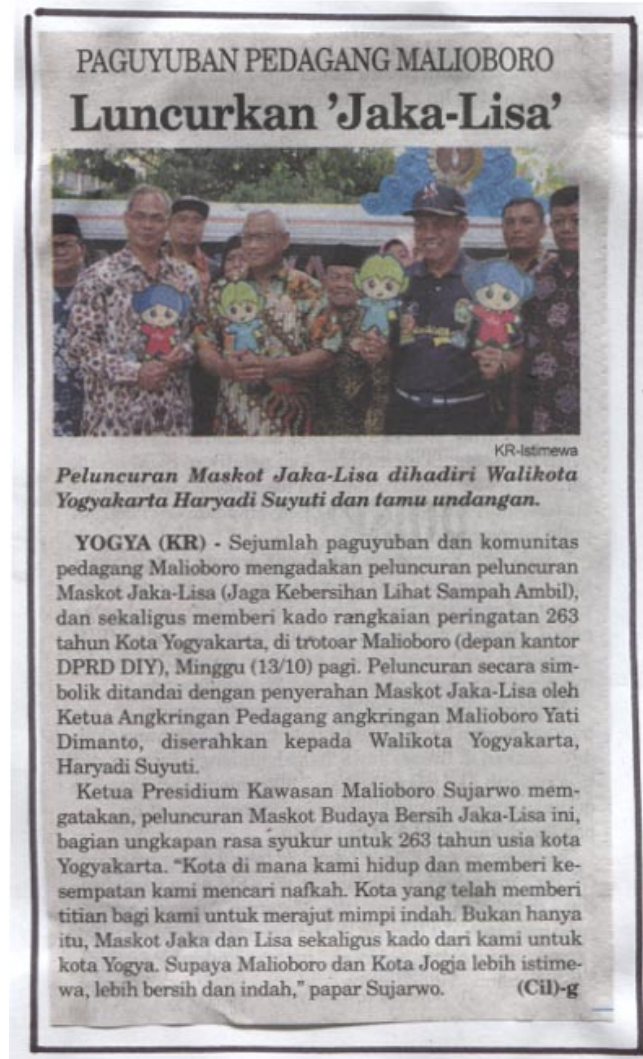 PAGUYUBAN PEDAGANG MALIOBORO
Luncurkan 'Jaka-Lisa'
KR-Istimewa
Peluncuran Maskot Jaka-Lisa dihadiri Walikota
Yogyakarta Haryadi Suyuti dan tamu undangan.
YOGYA (KR) - Sejumlah paguyuban dan komunitas
pedagang Malioboro mengadakan peluncuran peluncuran
Maskot Jaka-Lisa (Jaga Kebersihan Lihat Sampah Ambil),
dan sekaligus memberi kado rangkaian peringatan 263
tahun Kota Yogyakarta, di trotoar Malioboro (depan kantor
DPRD DIY), Minggu (13/10) pagi. Peluncuran secara sim-
bolik ditandai dengan penyerahan Maskot Jaka-Lisa oleh
Ketua Angkringan Pedagang angkringan Malioboro Yati
Dimanto, diserahkan kepada Walikota Yogyakarta,
Haryadi Suyuti.
Ketua Presidium Kawasan Malioboro Sujarwo mem-
gatakan, peluncuran Maskot Budaya Bersih Jaka-Lisa ini,
bagian ungkapan rasa syukur untuk 263 tahun usia kota
Yogyakarta. "Kota di mana kami hidup dan memberi ke-
sempatan kami mencari nafkah. Kota yang telah memberi
titian bagi kami untuk merajut mimpi indah. Bukan hanya
itu, Maskot Jaka dan Lisa sekaligus kado dari kami untuk
kota Yogya. Supaya Malioboro dan Kota Jogja lebih istime-
wa, lebih bersih dan indah," papar Sujarwo. (Cil)-g